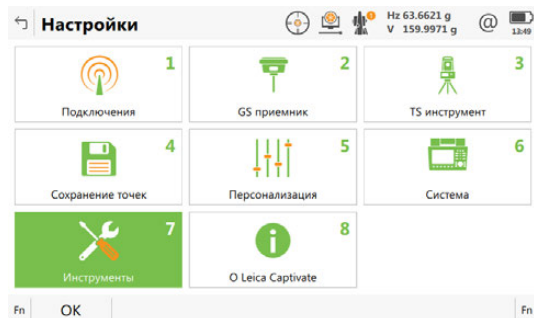 Настройки
Hz 63.6621 g
V 159.9971 g
@
13:49
1
Подключения
2
GS приемник
3
TS инструмент
4
Сохранение точек
5
Персонализация
6
Система
7
Инструменты
8
О Leica Captivate
Fn
OK
Fn